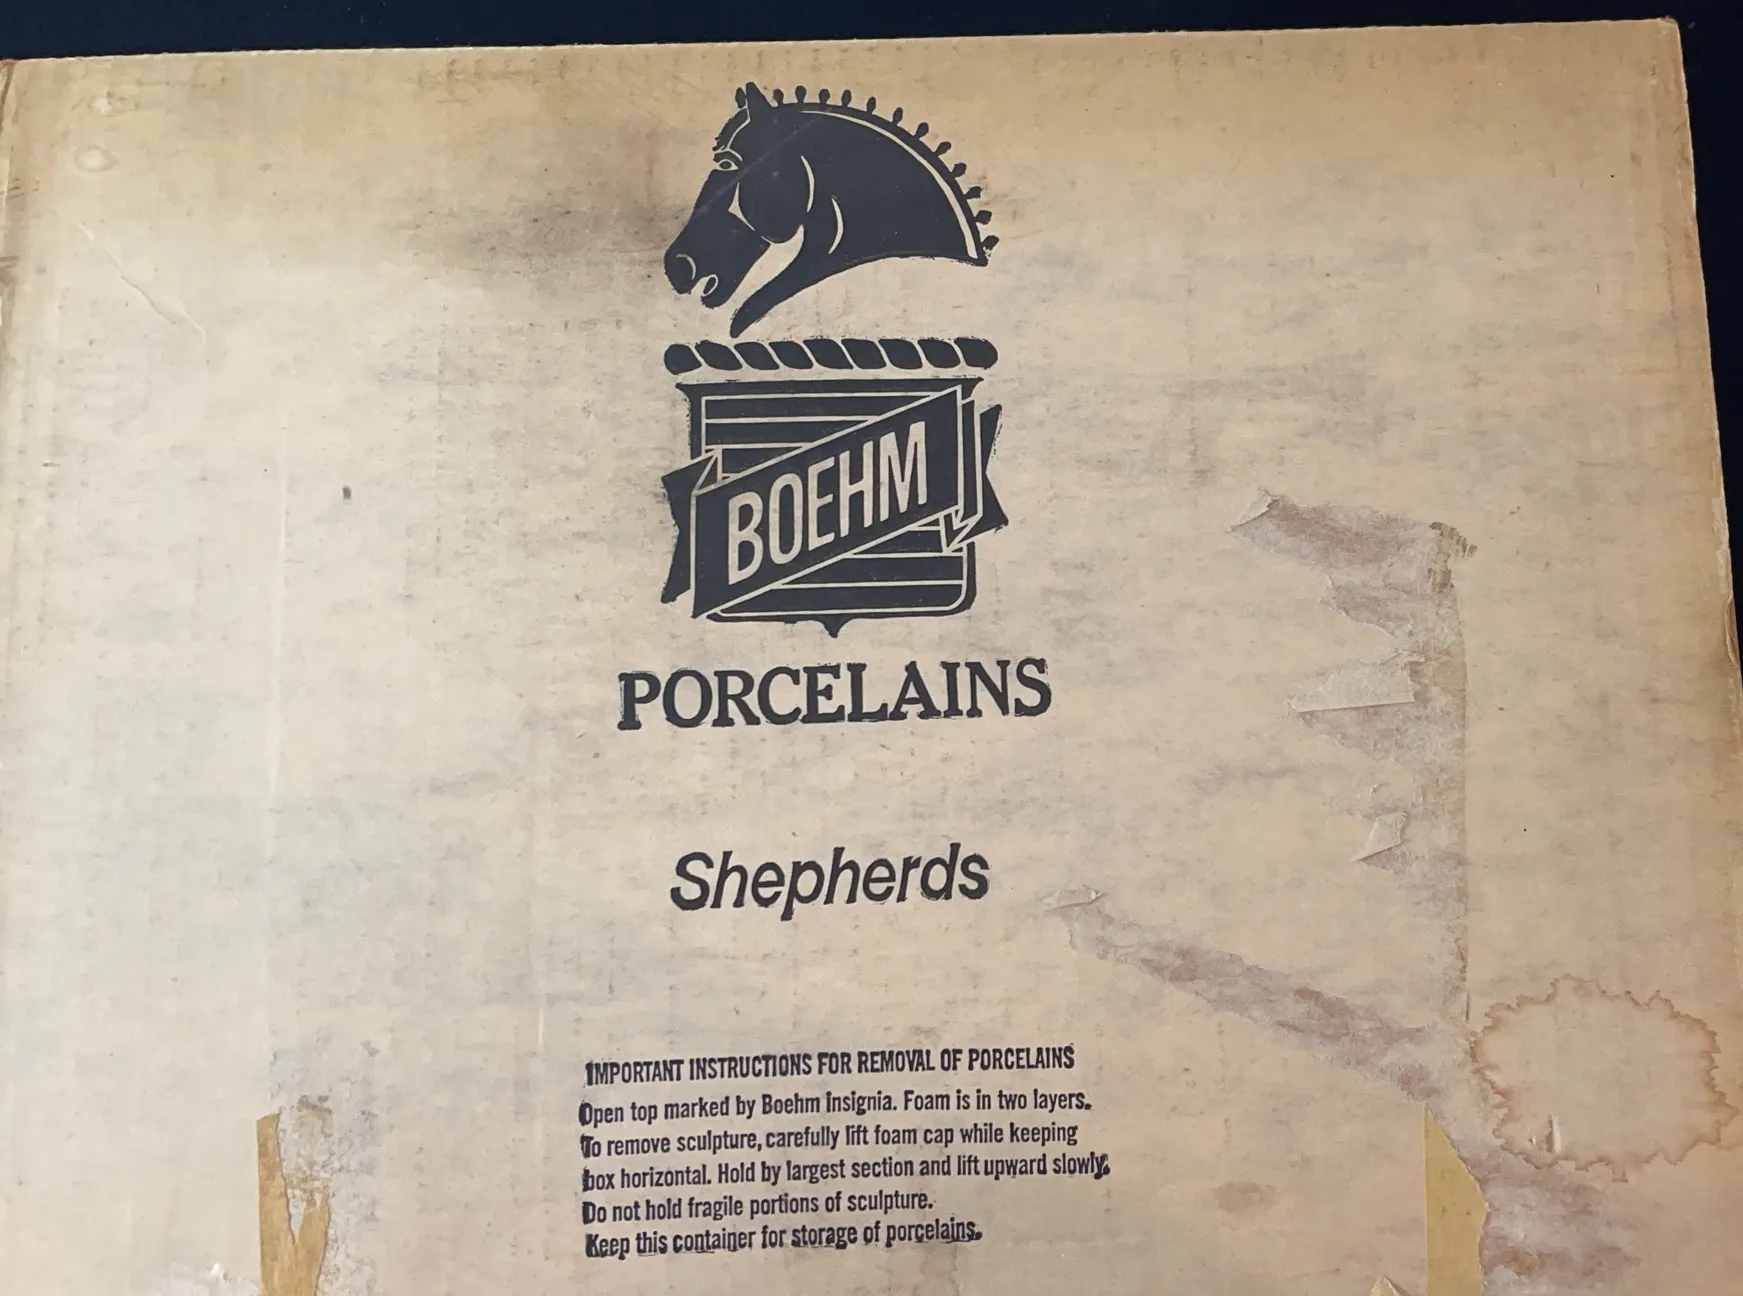 BOEHM
PORCELAINS
Shepherds
IMPORTANT INSTRUCTIONS FOR REMOVAL OF PORCELAINS
Open top marked by Boehm insignia. Foam is in two layers.
To remove sculpture, carefully lift foam cap while keeping
box horizontal. Hold by largest section and lift upward slowly.
Do not hold fragile portions of sculpture.
Keep this container for storage of porcelains.